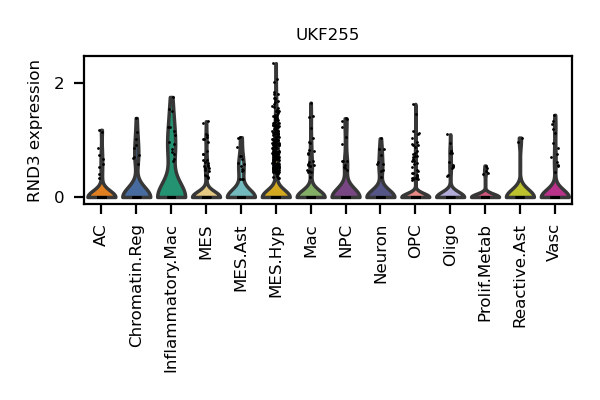 UKF255
RND3 expression
2
0
AC
Chromatin.Reg
Inflammatory.Mac
MES
MES.Ast
MES.Hyp
Mac
NPC
Neuron
OPC
Oligo
Prolif.Metab
Reactive.Ast
Vasc